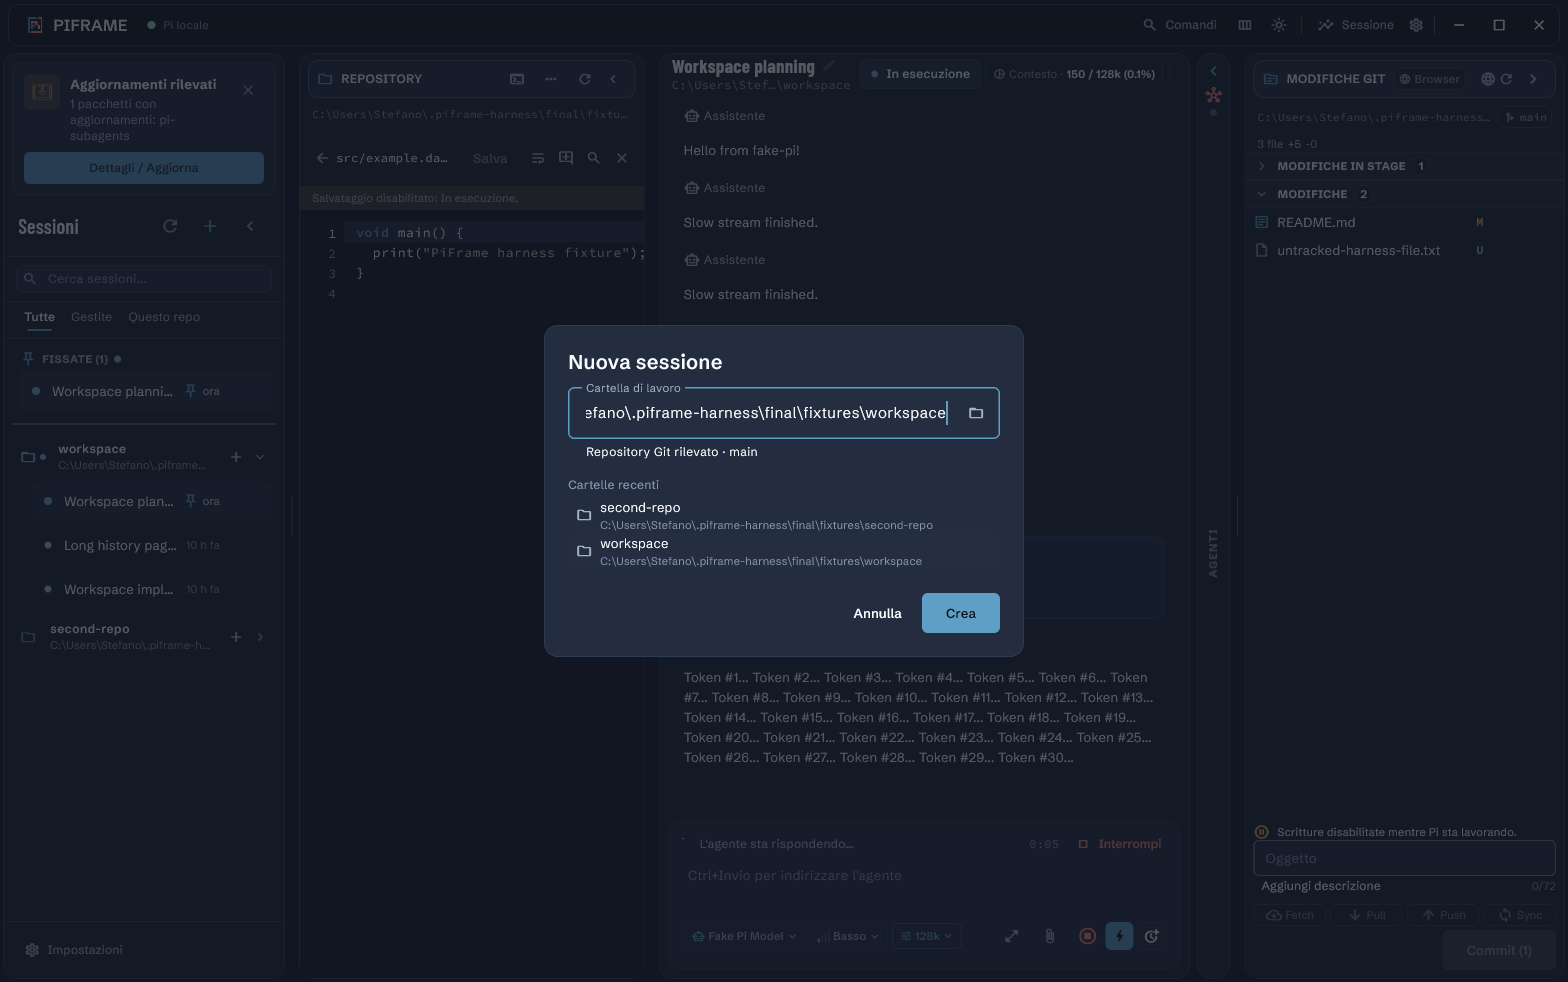 PIFRAME
Pi locale
Comandi
Sessione
Aggiornamenti rilevati
1 pacchetti con
aggiornamenti: pi-
subagents
Dettagli / Aggiorna
Sessioni
Cerca sessioni...
Tutte Gestite Questo repo
FISSATE (1)
Workspace planni... ora
workspace
C:\Users\Stefano\.piframe...
Workspace plan... ora
Long history pag... 10 h fa
Workspace impl... 10 h fa
second-repo
C:\Users\Stefano\.piframe-h...
Impostazioni
REPOSITORY
C:\Users\Stefano\.piframe-harness\final\fixtu...
src/example.da... Salva
Salvataggio disabilitato: In esecuzione.
1 void main() {
2 print("PiFrame harness fixture");
3 }
4
Workspace planning
C:\Users\Stef…\workspace
In esecuzione
Contesto · 150 / 128k (0.1%)
Assistente
Hello from fake-pi!
Assistente
Slow stream finished.
Assistente
Slow stream finished.
Nuova sessione
Cartella di lavoro
efano\.piframe-harness\final\fixtures\workspace
Repository Git rilevato · main
Cartelle recenti
second-repo
C:\Users\Stefano\.piframe-harness\final\fixtures\second-repo
workspace
C:\Users\Stefano\.piframe-harness\final\fixtures\workspace
Annulla Crea
Token #1... Token #2... Token #3... Token #4... Token #5... Token #6... Token
#7... Token #8... Token #9... Token #10... Token #11... Token #12... Token #13...
Token #14... Token #15... Token #16... Token #17... Token #18... Token #19...
Token #20... Token #21... Token #22... Token #23... Token #24... Token #25...
Token #26... Token #27... Token #28... Token #29... Token #30...
L'agente sta rispondendo... 0:05 Interrompi
Ctrl+Invio per indirizzare l'agente
Fake Pi Model Basso 128k
AGENTI
MODIFICHE GIT Browser
C:\Users\Stefano\.piframe-harness... main
3 file +5 -0
MODIFICHE IN STAGE 1
MODIFICHE 2
README.md M
untracked-harness-file.txt U
Scritture disabilitate mentre Pi sta lavorando.
Oggetto
Aggiungi descrizione 0/72
Fetch Pull Push Sync
Commit (1)